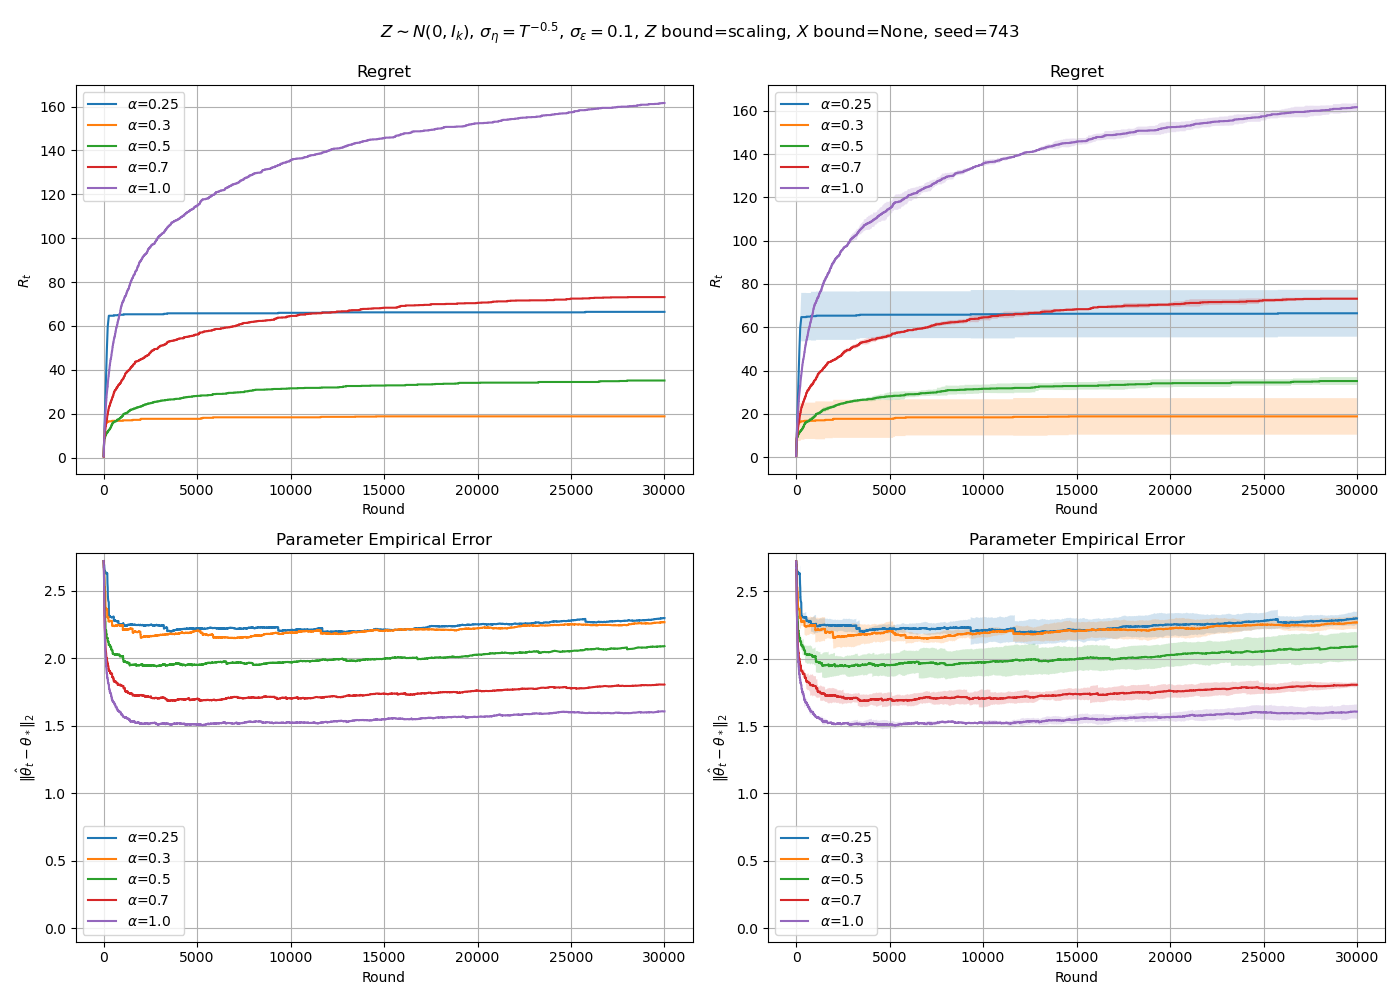 Z ~ N(0, I_k), σ_η = T^{-0.5}, σ_ε = 0.1, Z bound=scaling, X bound=None, seed=743
Regret
R_t
160
140
120
100
80
60
40
20
0
α=0.25
α=0.3
α=0.5
α=0.7
α=1.0
0 5000 10000 15000 20000 25000 30000
Round
Regret
R_t
160
140
120
100
80
60
40
20
0
α=0.25
α=0.3
α=0.5
α=0.7
α=1.0
0 5000 10000 15000 20000 25000 30000
Round
Parameter Empirical Error
‖θ̂_t − θ_*‖_2
2.5
2.0
1.5
1.0
0.5
0.0
α=0.25
α=0.3
α=0.5
α=0.7
α=1.0
0 5000 10000 15000 20000 25000 30000
Round
Parameter Empirical Error
‖θ̂_t − θ_*‖_2
2.5
2.0
1.5
1.0
0.5
0.0
α=0.25
α=0.3
α=0.5
α=0.7
α=1.0
0 5000 10000 15000 20000 25000 30000
Round